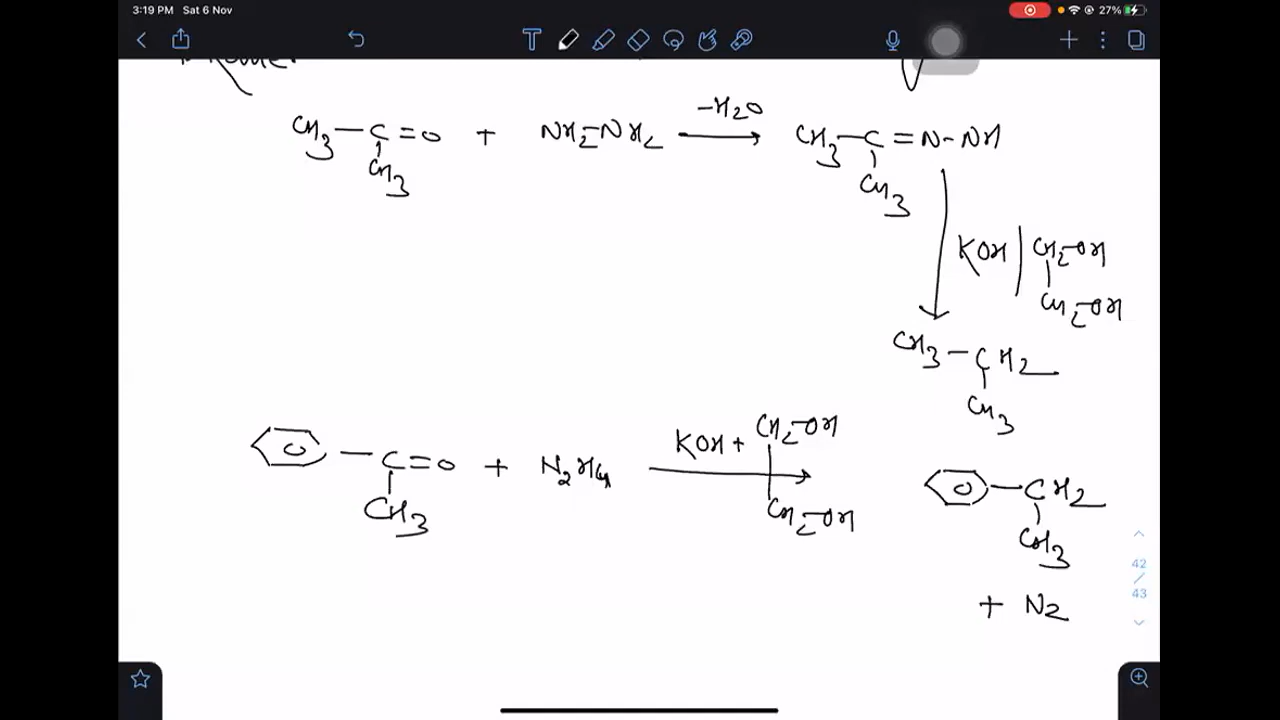 3:19 PM Sat 6 Nov
27%
T
-H2O
CH3-C=O + NH2-NH2 → CH3-C=N-NH
CH3
CH3
KOH | CH2-OH
CH2-OH
CH3-CH2
CH3
KOH + CH2-OH
CH2-OH
C=O + N2H4 →
CH3
CH2
CH3
+ N2
42
/
43